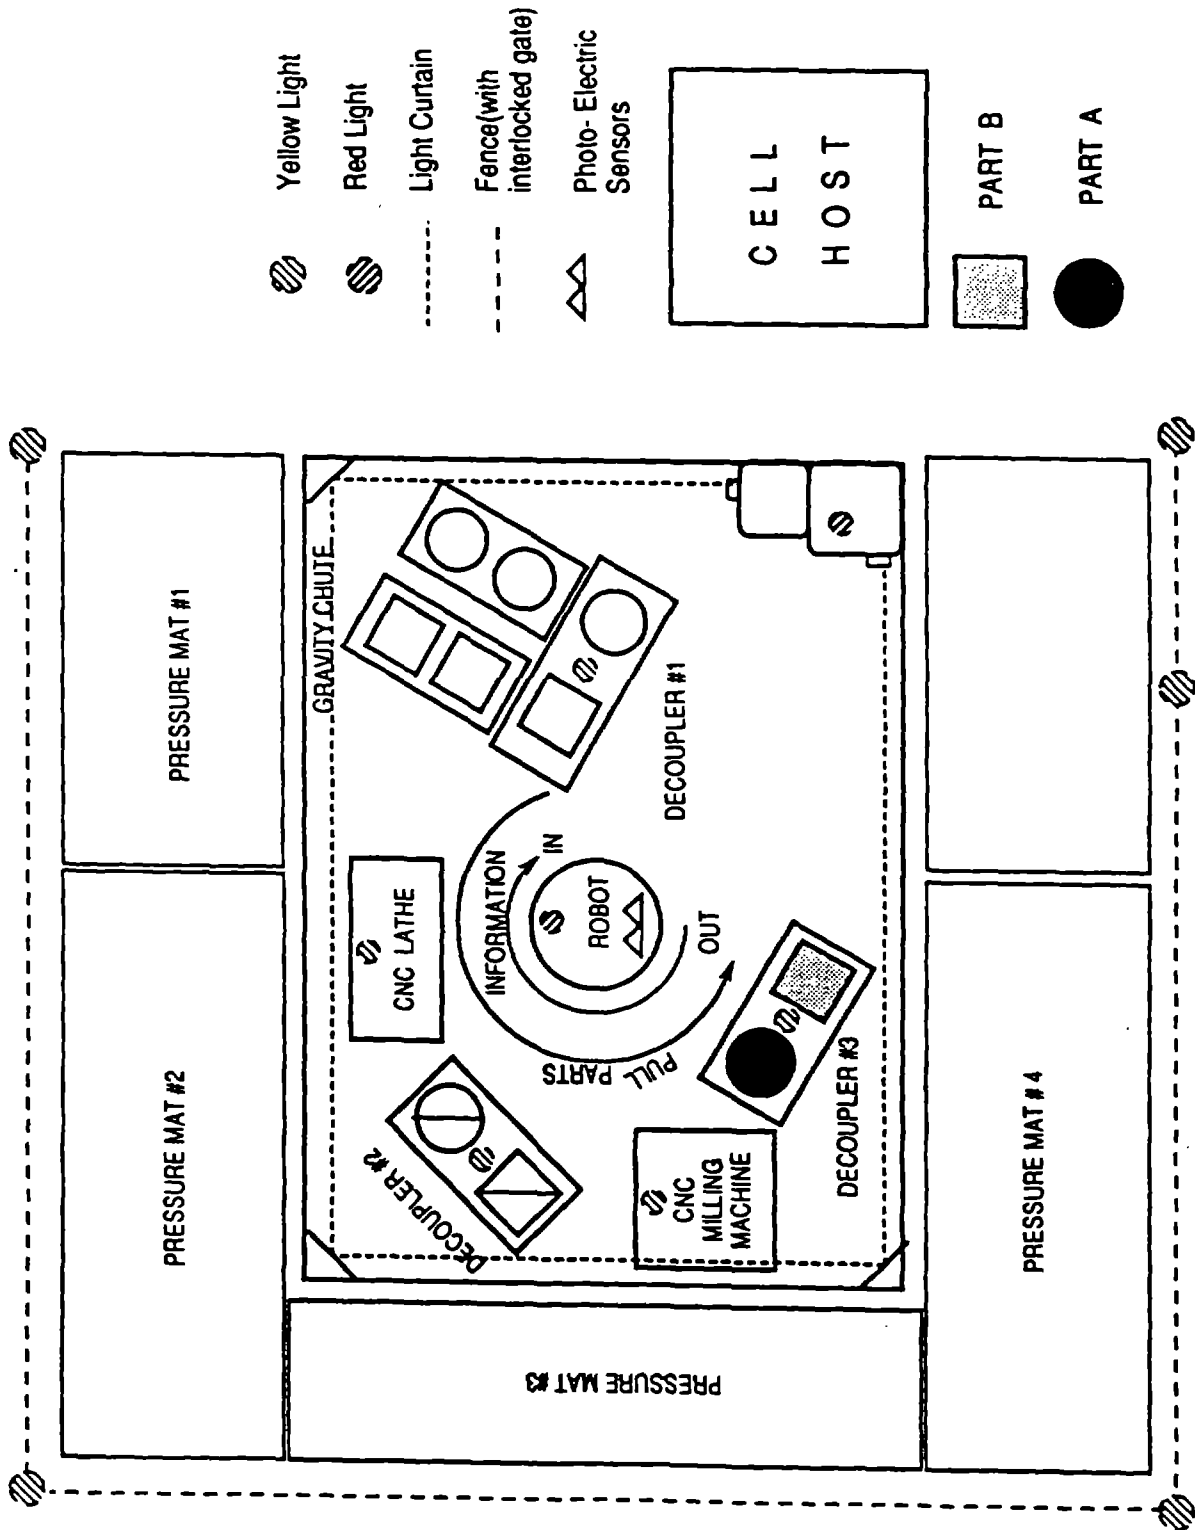 Yellow Light
Red Light
Light Curtain
Fence(with
interlocked gate)
Photo- Electric
Sensors
CELL
HOST
PART B
PART A
PRESSURE MAT #1
PRESSURE MAT #2
PRESSURE MAT #3
PRESSURE MAT # 4
GRAVITY CHUTE
DECOUPLER #1
CNC LATHE
INFORMATION
IN
ROBOT
OUT
PULL PARTS
DECOUPLER #2
CNC
MILLING
MACHINE
DECOUPLER #3